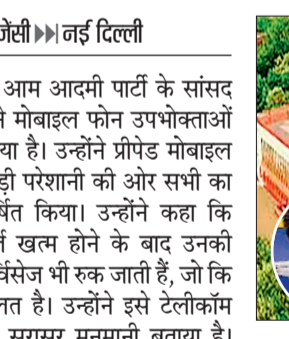 ▶▶| नई दिल्ली
आम आदमी पार्टी के सांसद
मोबाइल फोन उपभोक्ताओं
है। उन्होंने प्रीपेड मोबाइल
परेशानी की ओर सभी का
किया। उन्होंने कहा कि
खत्म होने के बाद उनकी
भी रुक जाती हैं, जो कि
है। उन्होंने इसे टेलीकॉम
सरासर मनमानी बताया है।